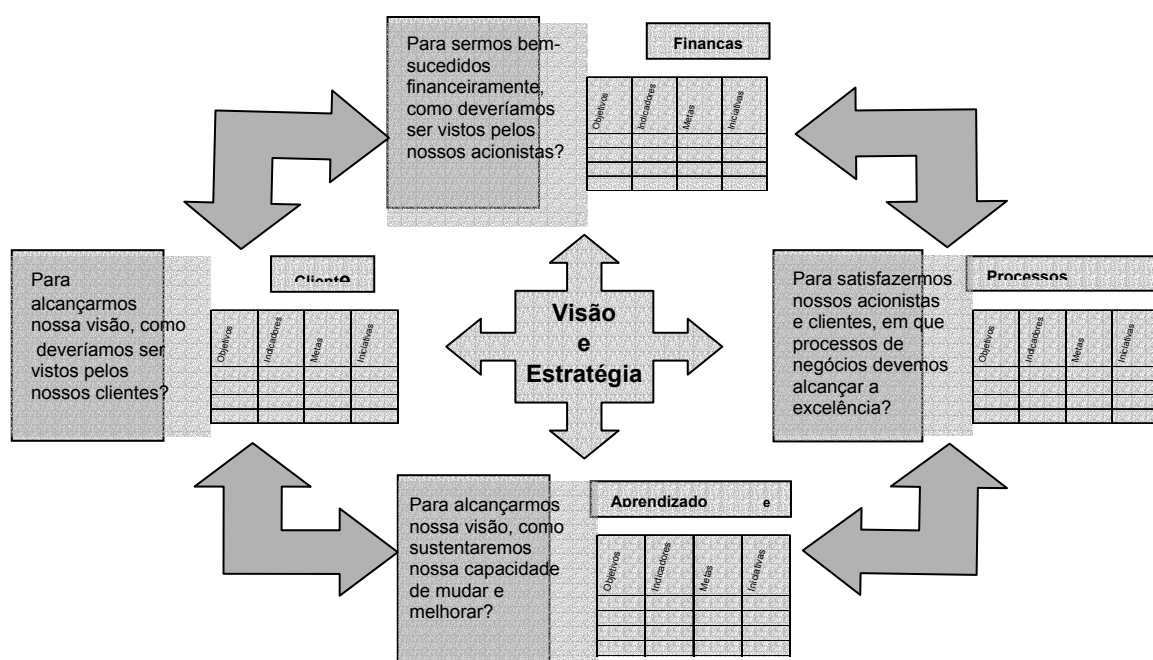 Para sermos bem-
sucedidos
financeiramente,
como deveríamos
ser vistos pelos
nossos acionistas?
Financas
Objetivos
Indicadores
Metas
Iniciativas
Para
alcançarmos
nossa visão, como
deveríamos ser
vistos pelos
nossos clientes?
Cliente
Objetivos
Indicadores
Metas
Iniciativas
Visão
e
Estratégia
Para satisfazermos
nossos acionistas
e clientes, em que
processos de
negócios devemos
alcançar a
excelência?
Processos
Objetivos
Indicadores
Metas
Iniciativas
Para alcançarmos
nossa visão, como
sustentaremos
nossa capacidade
de mudar e
melhorar?
Aprendizado e
Objetivos
Indicadores
Metas
Iniciativas